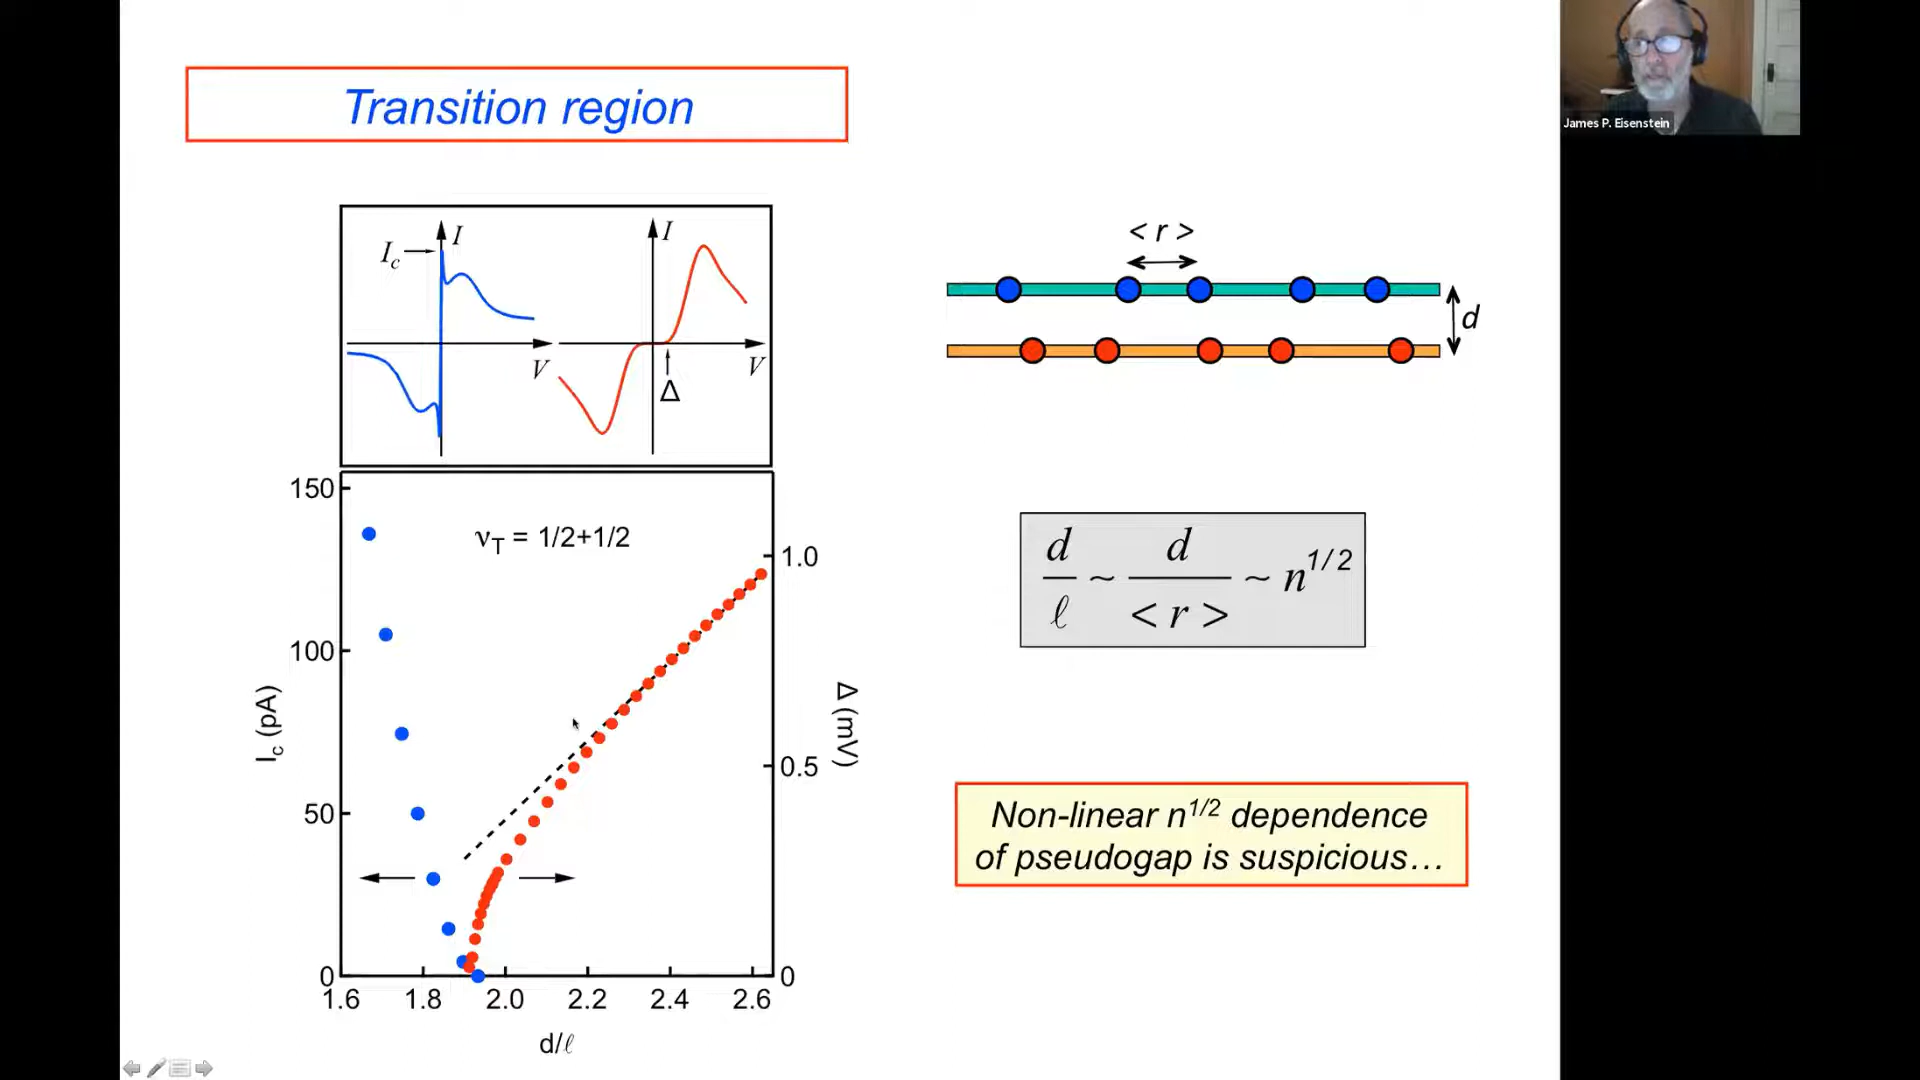 Transition region
James P. Eisenstein
I_c
I
V
I
V
Δ
< r >
d
ν_T = 1/2+1/2
150
100
50
0
I_c (pA)
1.0
0.5
0
Δ (mV)
1.6 1.8 2.0 2.2 2.4 2.6
d/ℓ
d/ℓ ~ d/< r > ~ n^{1/2}
Non-linear n^{1/2} dependence
of pseudogap is suspicious…